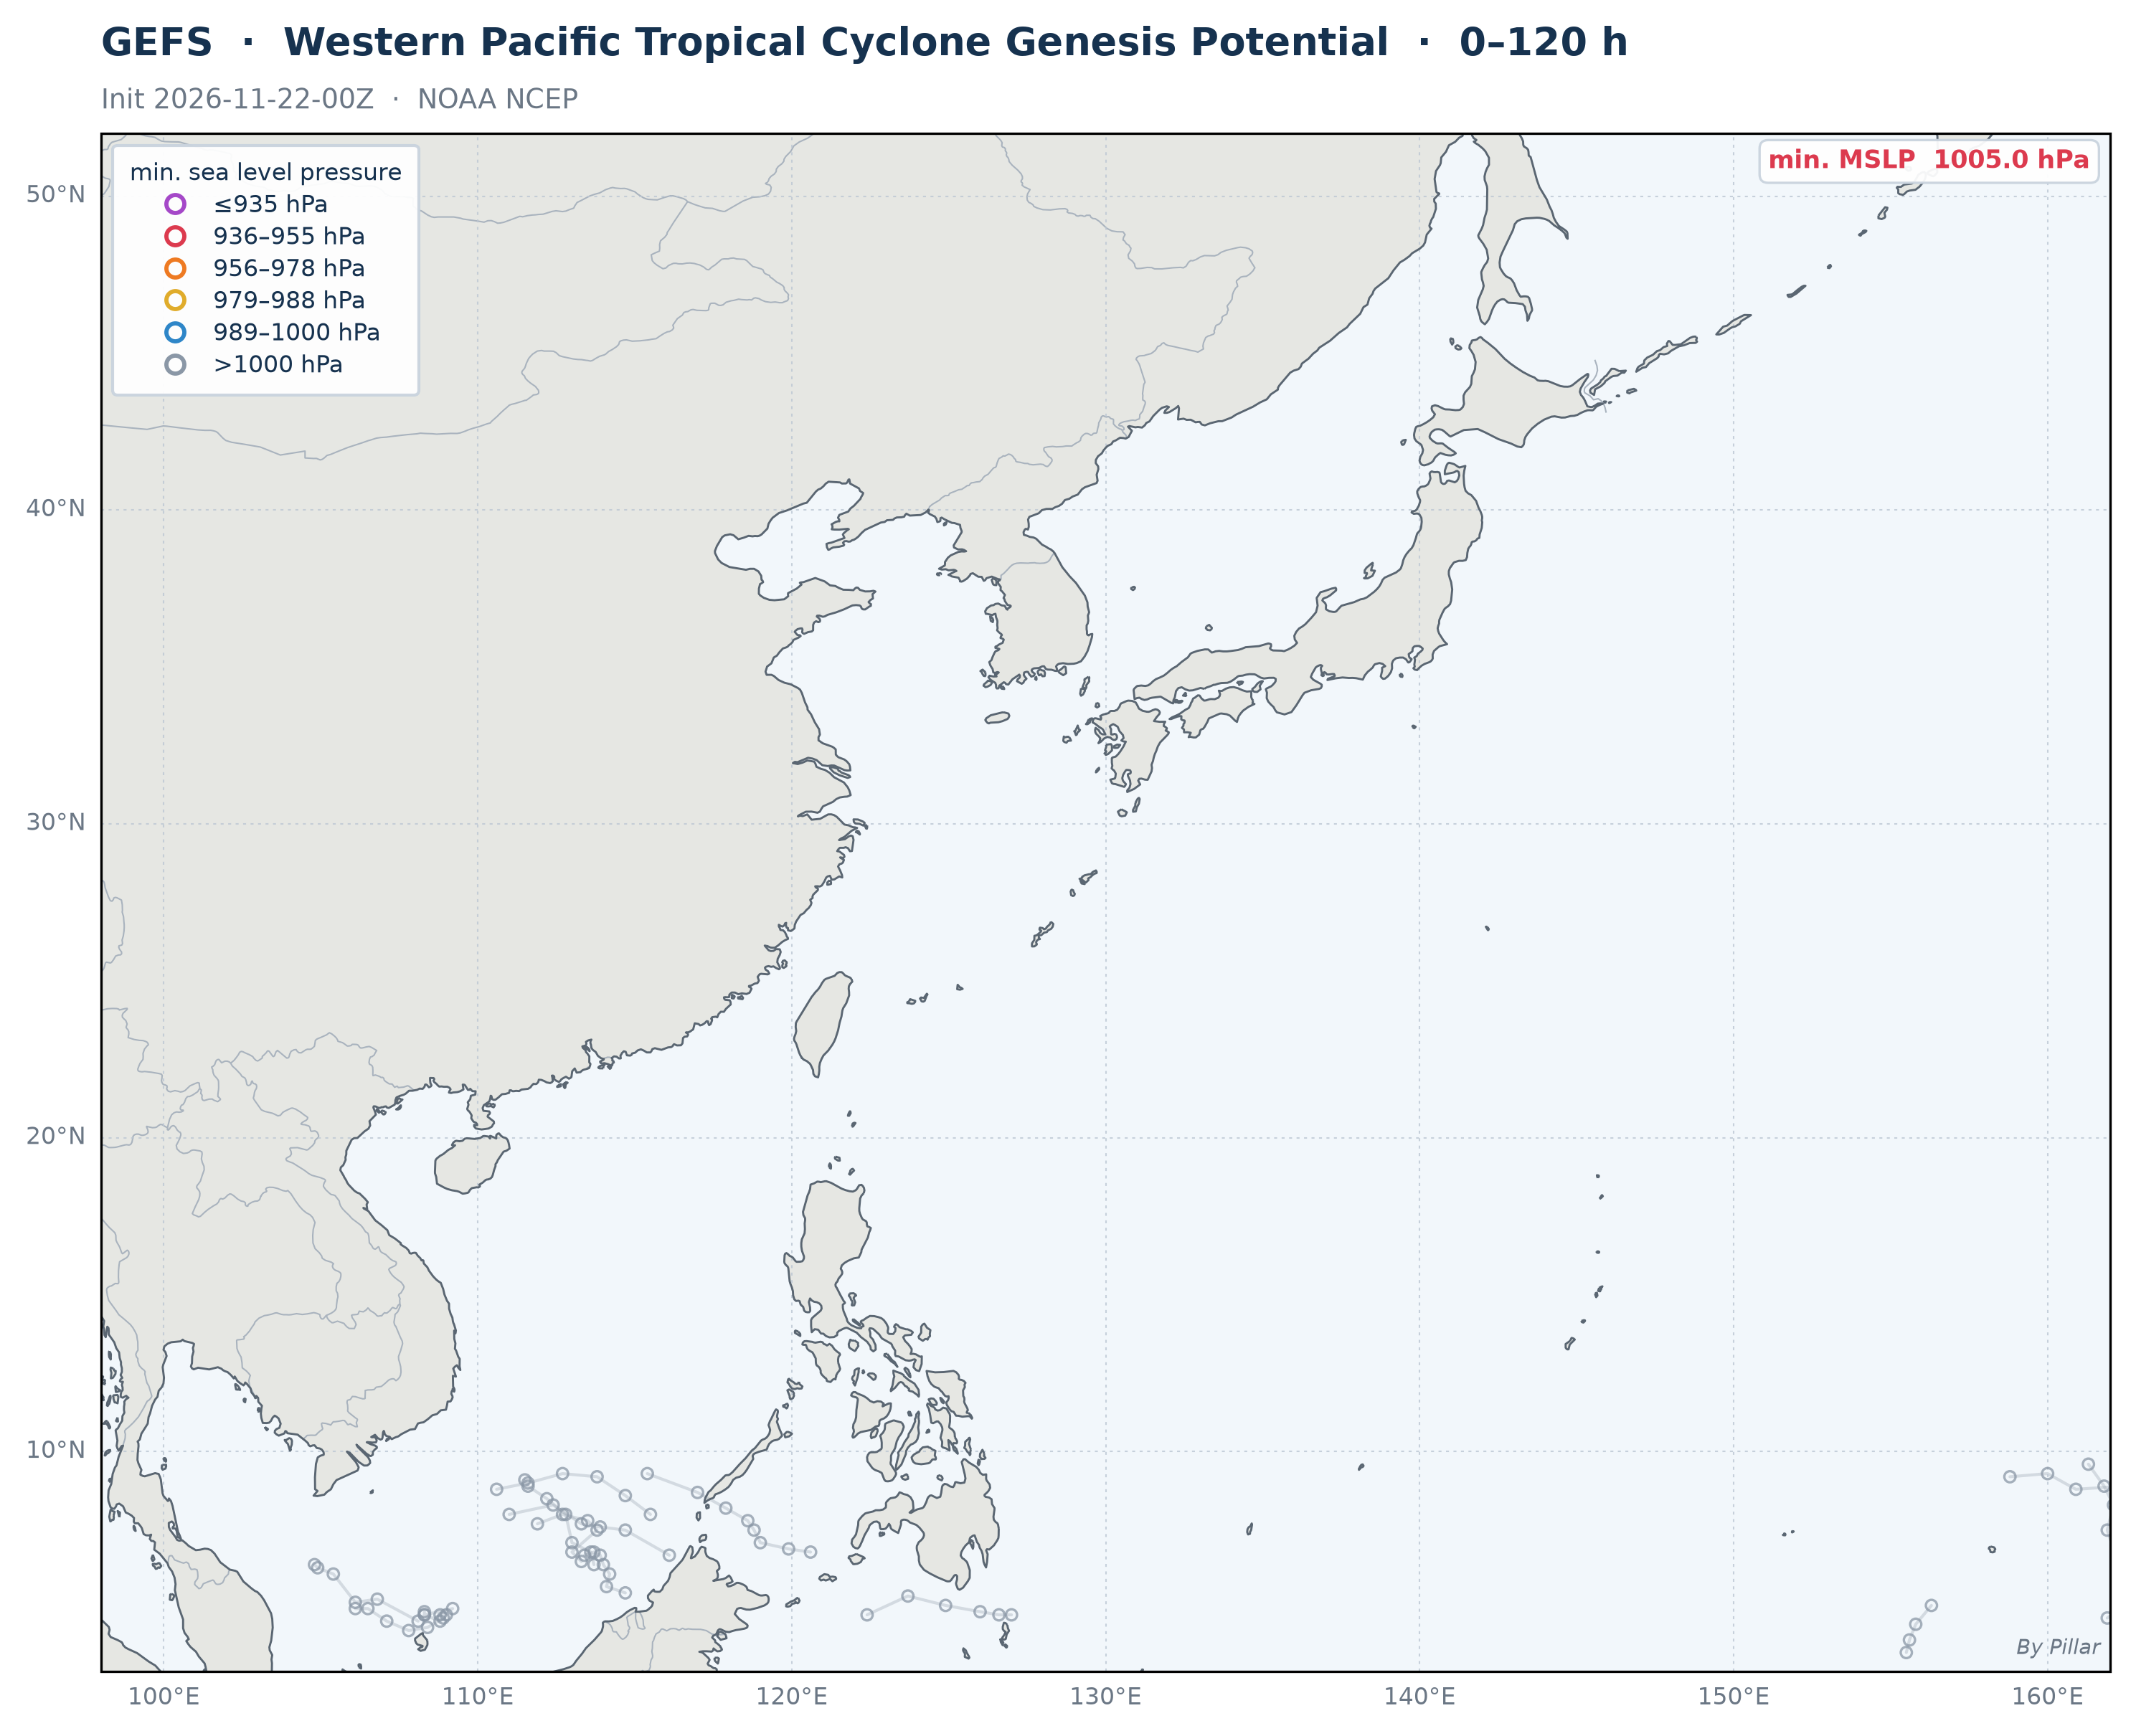 GEFS · Western Pacific Tropical Cyclone Genesis Potential · 0–120 h
Init 2026-11-22-00Z · NOAA NCEP
min. sea level pressure
≤935 hPa
936–955 hPa
956–978 hPa
979–988 hPa
989–1000 hPa
>1000 hPa
min. MSLP 1005.0 hPa
50°N
40°N
30°N
20°N
10°N
By Pillar
100°E 110°E 120°E 130°E 140°E 150°E 160°E